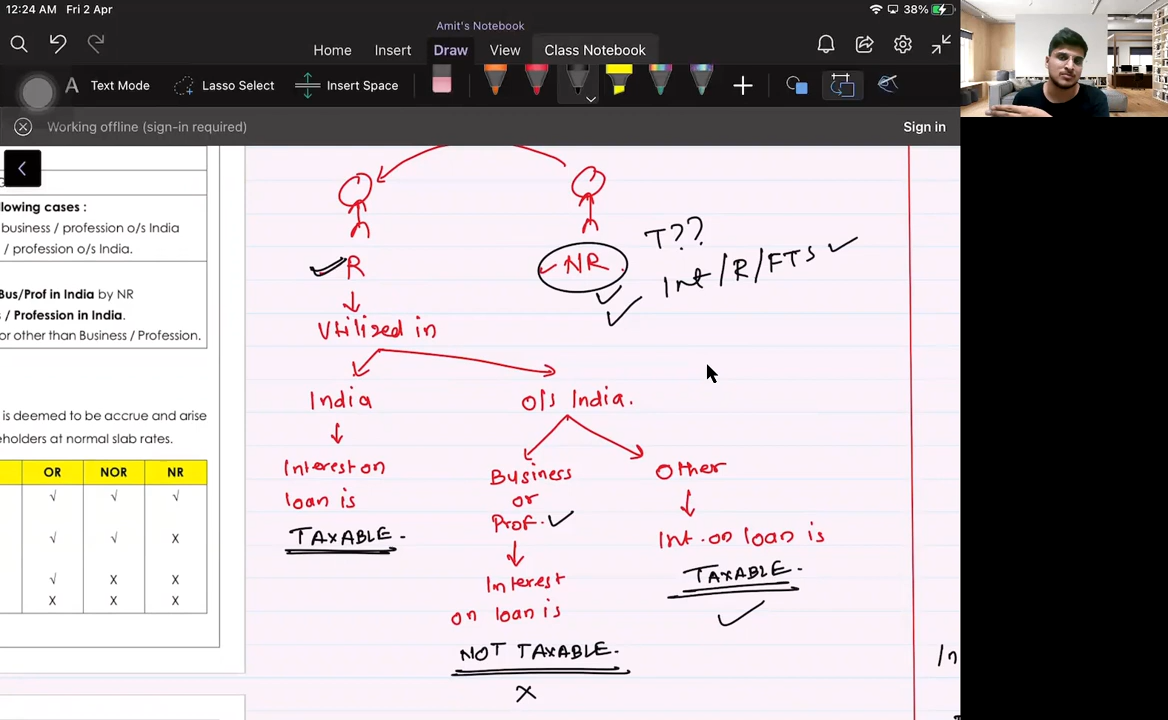 12:24 AM Fri 2 Apr
38%
Amit's Notebook
Home Insert Draw View Class Notebook
Text Mode Lasso Select Insert Space
Working offline (sign-in required) Sign in
llowing cases :
business / profession o/s India
/ profession o/s India.
Bus/Prof in India by NR
s / Profession in India.
or other than Business / Profession.
is deemed to be accrue and arise
eholders at normal slab rates.
OR NOR NR
√ √ √
√ √ X
√ X X
X X X
R
NR
T??
Int/R/FTS
Utilized in
India
O/s India.
Interest on
loan is
TAXABLE.
Business
or
Prof.
Interest
on loan is
NOT TAXABLE.
X
Other
Int. on loan is
TAXABLE.
In